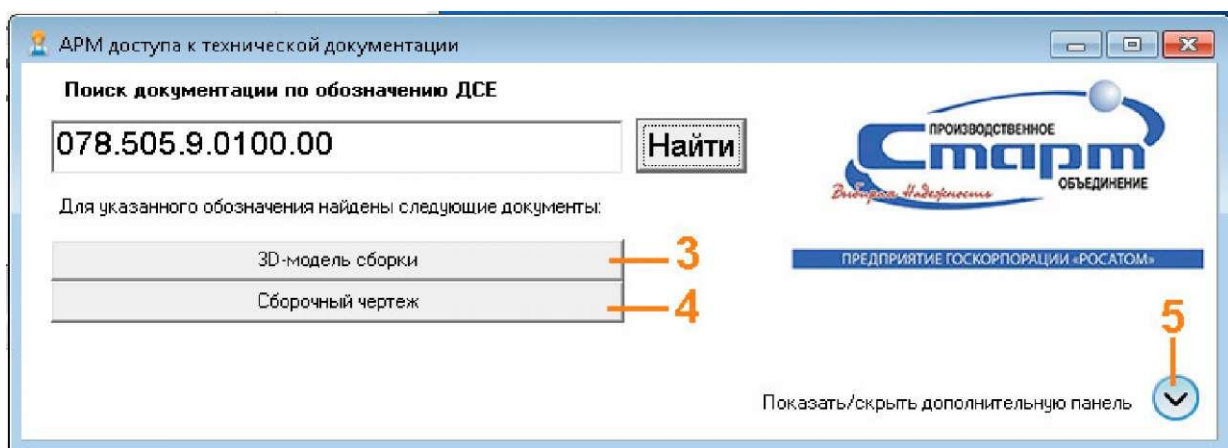 АРМ доступа к технической документации
Поиск документации по обозначению ДСЕ
078.505.9.0100.00
Найти
ПРОИЗВОДСТВЕННОЕ
Старт
ОБЪЕДИНЕНИЕ
Выбирая Надежность
Для указанного обозначения найдены следующие документы:
3D-модель сборки
3
ПРЕДПРИЯТИЕ ГОСКОРПОРАЦИИ «РОСАТОМ»
Сборочный чертеж
4
5
Показать/скрыть дополнительную панель